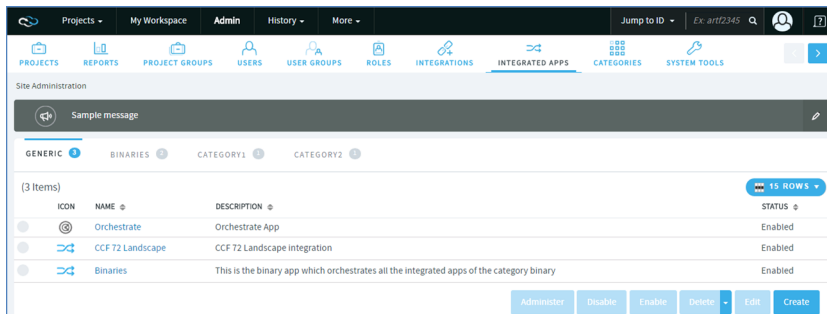 Projects My Workspace Admin History More Jump to ID Ex: artf2345
PROJECTS REPORTS PROJECT GROUPS USERS USER GROUPS ROLES INTEGRATIONS INTEGRATED APPS CATEGORIES SYSTEM TOOLS
Site Administration
Sample message
GENERIC 3 BINARIES CATEGORY1 CATEGORY2
(3 Items) 15 ROWS
ICON NAME DESCRIPTION STATUS
Orchestrate Orchestrate App Enabled
CCF 72 Landscape CCF 72 Landscape integration Enabled
Binaries This is the binary app which orchestrates all the integrated apps of the category binary Enabled
Administer Disable Enable Delete Edit Create